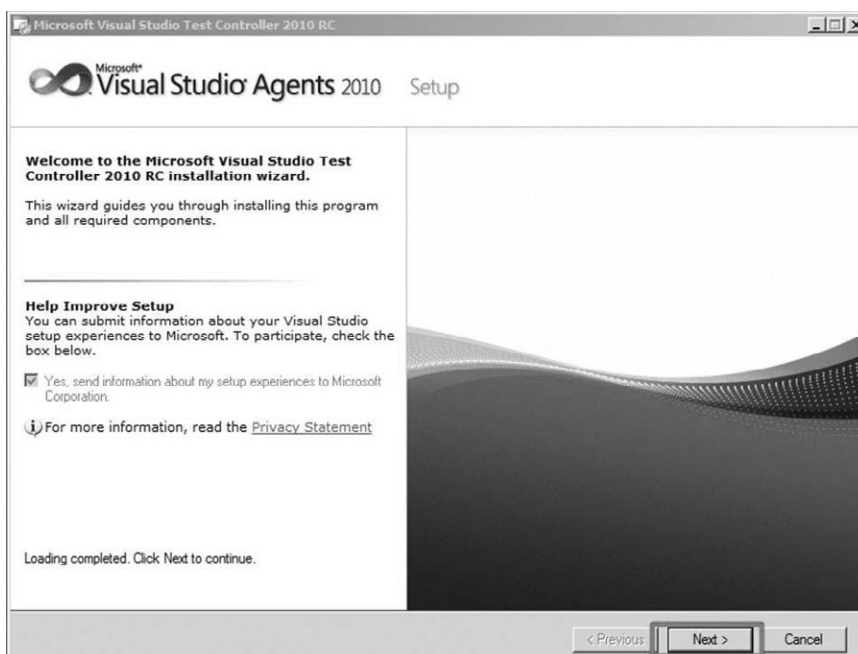 Microsoft Visual Studio Test Controller 2010 RC
Microsoft®
Visual Studio® Agents 2010 Setup
Welcome to the Microsoft Visual Studio Test
Controller 2010 RC installation wizard.
This wizard guides you through installing this program
and all required components.
Help Improve Setup
You can submit information about your Visual Studio
setup experiences to Microsoft. To participate, check the
box below.
Yes, send information about my setup experiences to Microsoft
Corporation.
For more information, read the Privacy Statement
Loading completed. Click Next to continue.
< Previous Next > Cancel